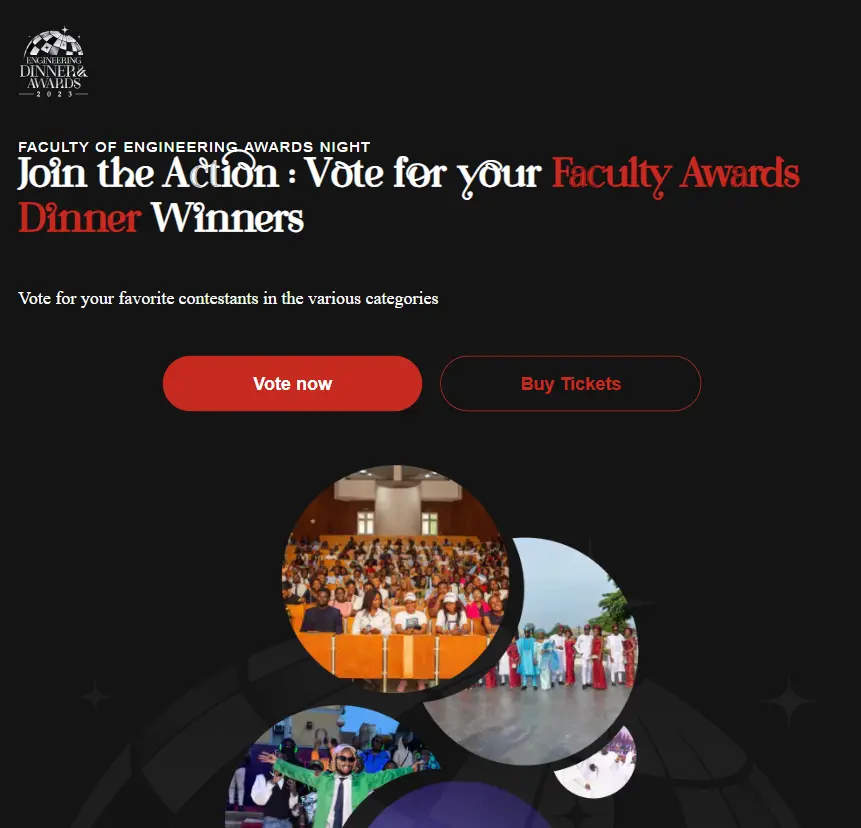 ENGINEERING
DINNER &
AWARDS
2023
FACULTY OF ENGINEERING AWARDS NIGHT
Join the Action : Vote for your Faculty Awards
Dinner Winners
Vote for your favorite contestants in the various categories
Vote now
Buy Tickets